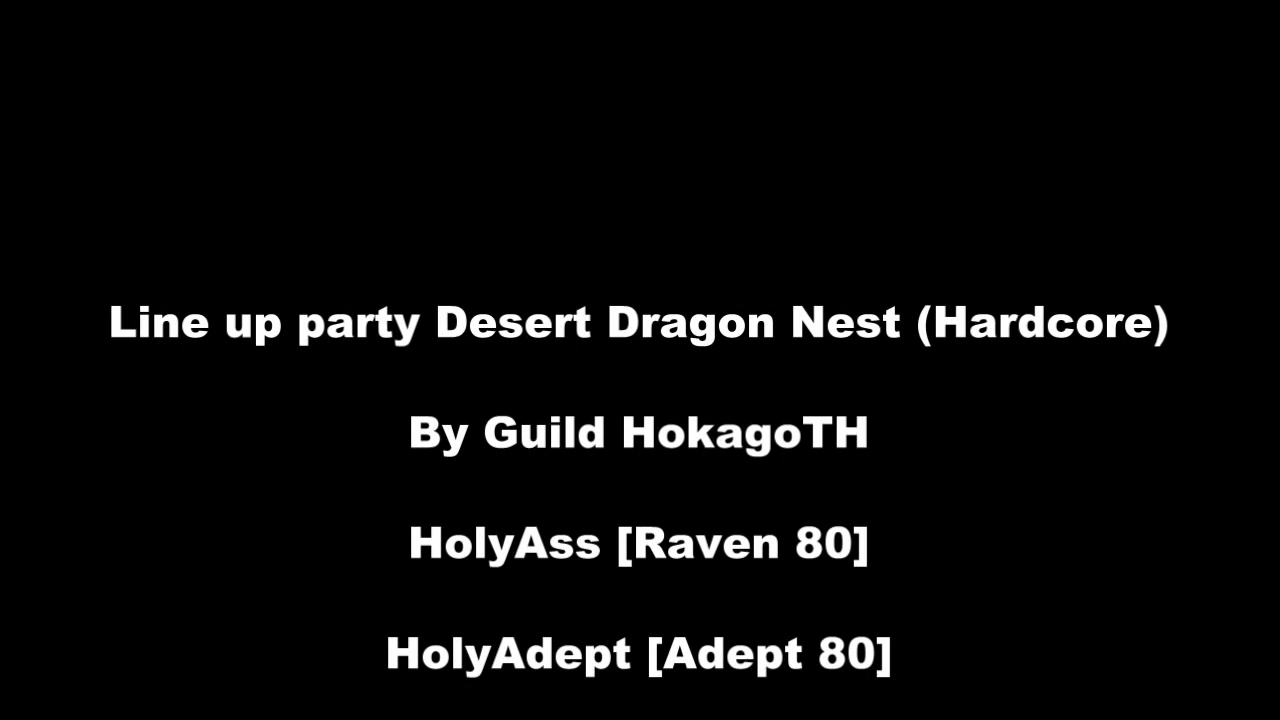 Line up party Desert Dragon Nest (Hardcore)
By Guild HokagoTH
HolyAss [Raven 80]
HolyAdept [Adept 80]